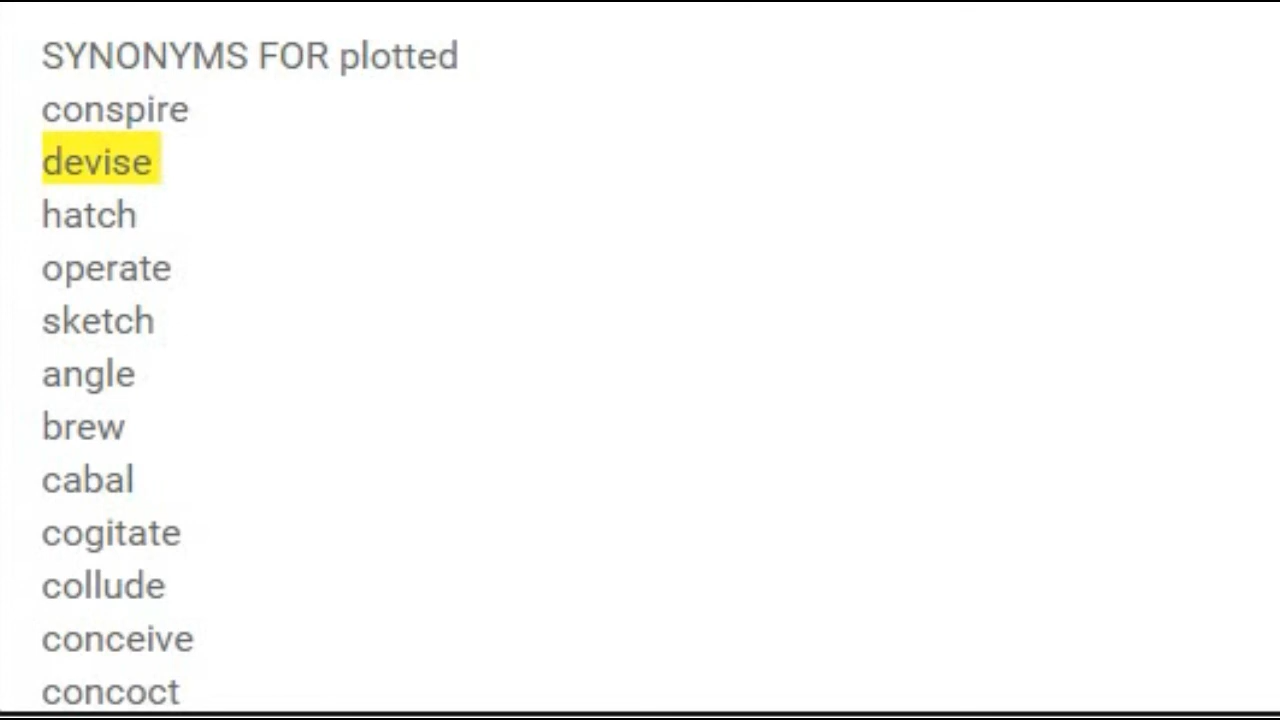 SYNONYMS FOR plotted
conspire
devise
hatch
operate
sketch
angle
brew
cabal
cogitate
collude
conceive
concoct